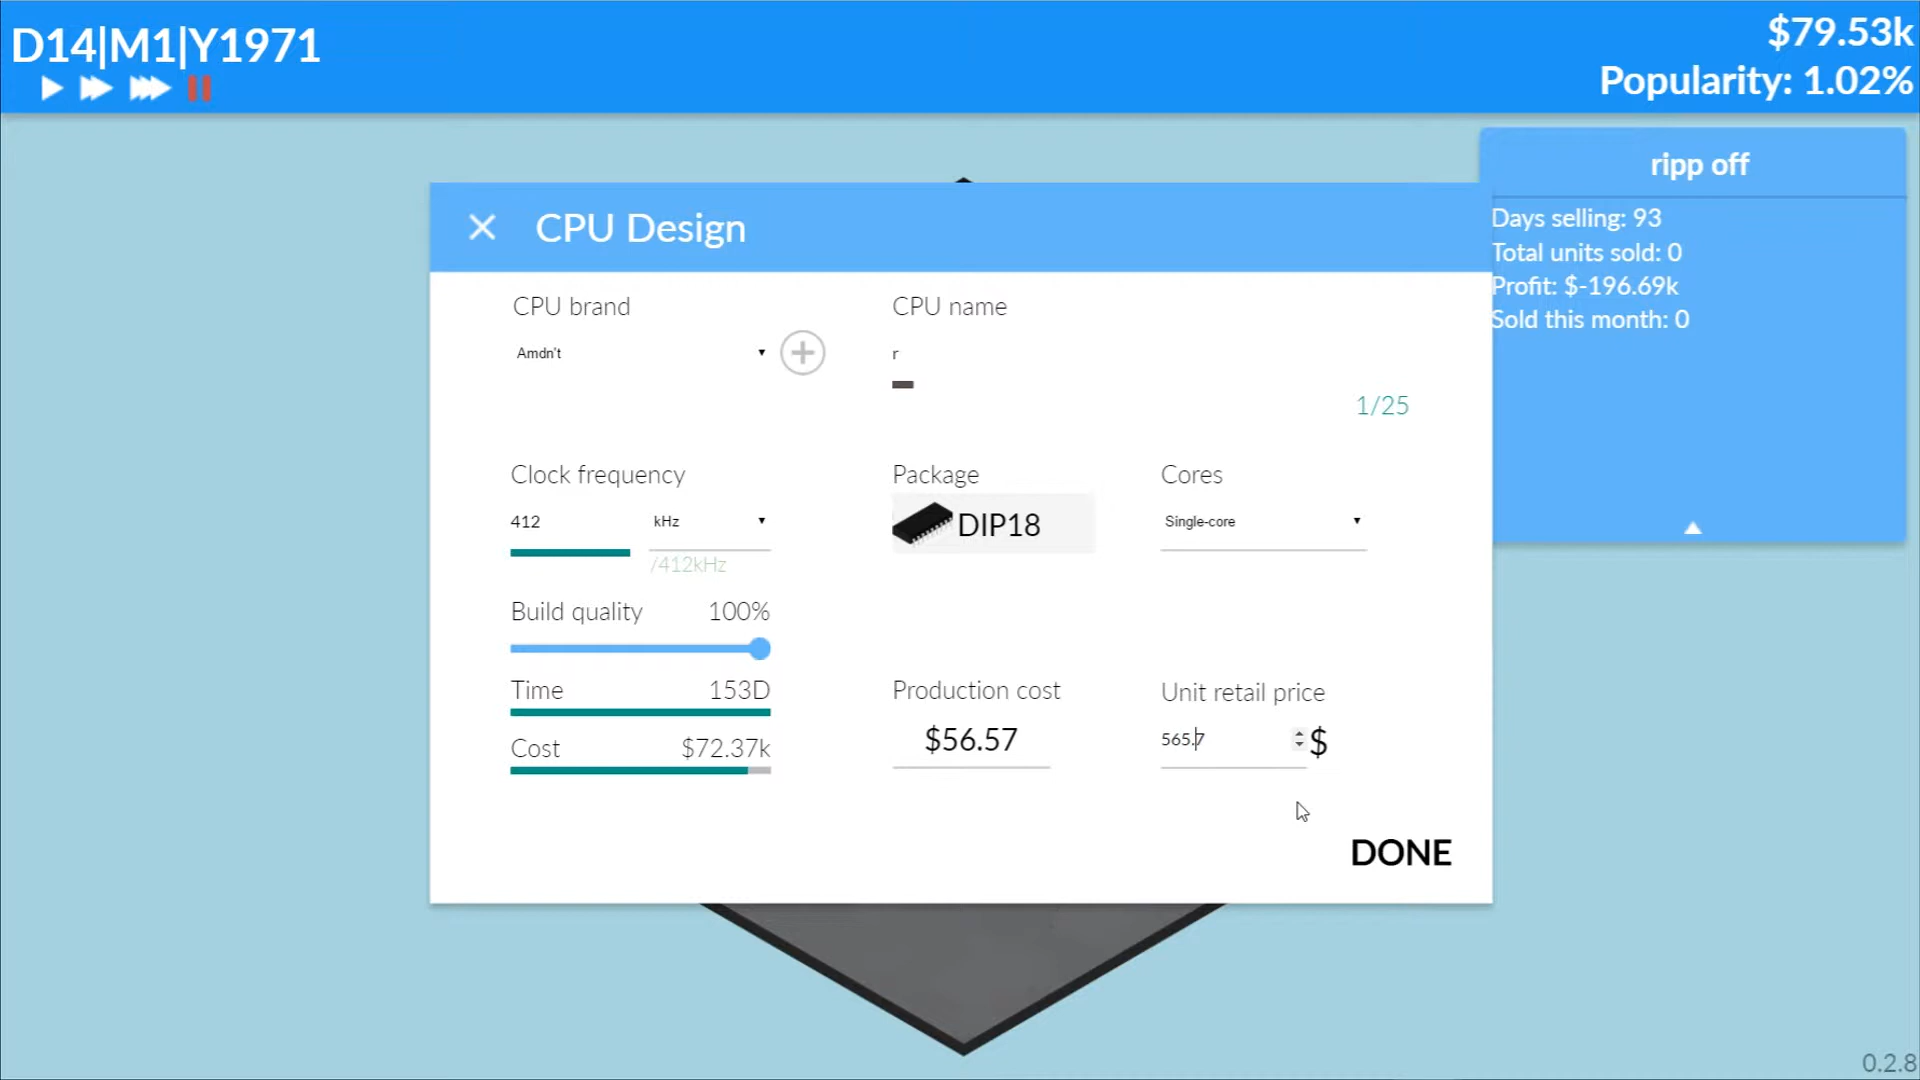 D14|M1|Y1971
$79.53k
Popularity: 1.02%
ripp off
Days selling: 93
Total units sold: 0
Profit: $-196.69k
Sold this month: 0
CPU Design
CPU brand
CPU name
Amdn't
r
1/25
Clock frequency
Package
Cores
412
kHz
DIP18
Single-core
/412kHz
Build quality
100%
Time
153D
Production cost
Unit retail price
Cost
$72.37k
$56.57
565.7
$
DONE
0.2.8